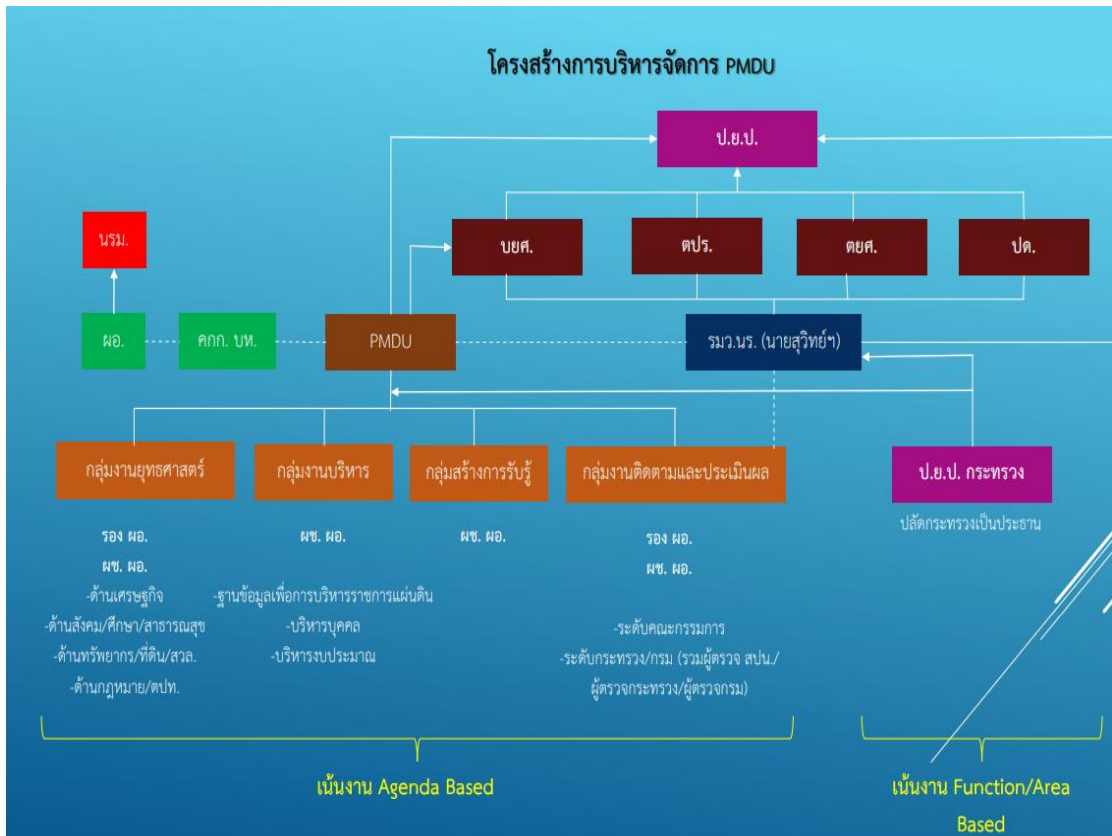 โครงสร้างการบริหารจัดการ PMDU
ป.ย.ป.
นรม.
บยศ.
ตปร.
ตยศ.
ปด.
ผอ.
คกก. บห.
PMDU
รมว.นร. (นายสุวิทย์ฯ)
กลุ่มงานยุทธศาสตร์
กลุ่มงานบริหาร
กลุ่มสร้างการรับรู้
กลุ่มงานติดตามและประเมินผล
ป.ย.ป. กระทรวง
ปลัดกระทรวงเป็นประธาน
รอง ผอ.
ผช. ผอ.
-ด้านเศรษฐกิจ
-ด้านสังคม/ศึกษา/สาธารณสุข
-ด้านทรัพยากร/ที่ดิน/สวล.
-ด้านกฎหมาย/ตปท.
ผช. ผอ.
-ฐานข้อมูลเพื่อการบริหารราชการแผ่นดิน
-บริหารบุคคล
-บริหารงบประมาณ
ผช. ผอ.
รอง ผอ.
ผช. ผอ.
-ระดับคณะกรรมการ
-ระดับกระทรวง/กรม (รวมผู้ตรวจ สปน./
ผู้ตรวจกระทรวง/ผู้ตรวจกรม)
เน้นงาน Agenda Based
เน้นงาน Function/Area
Based